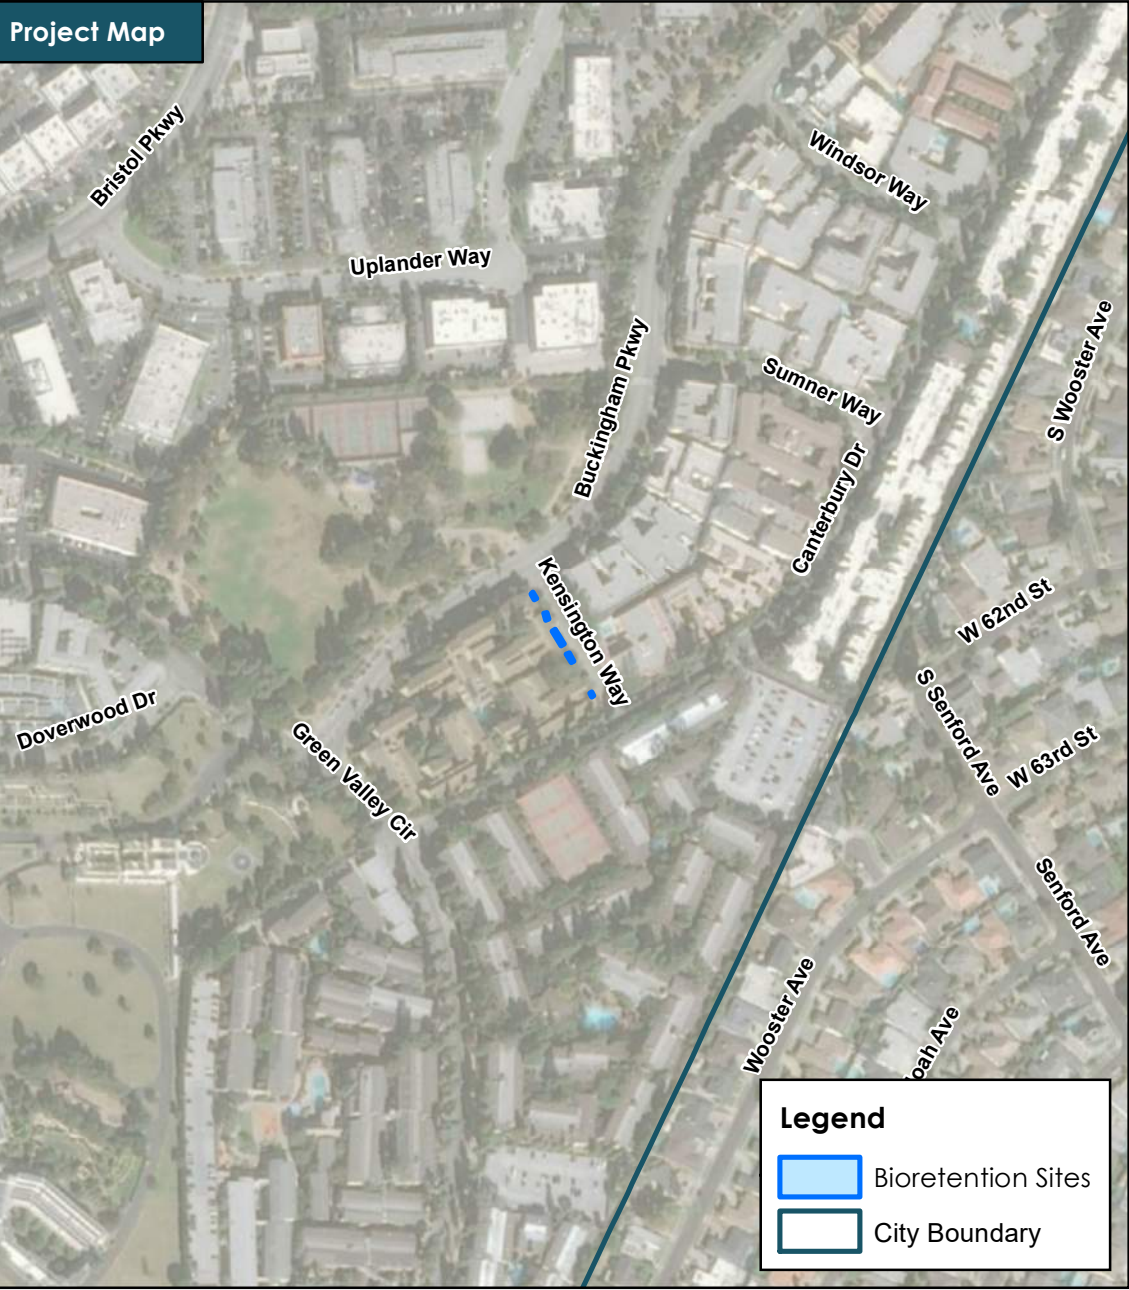 Project Map
Bristol Pkwy
Windsor Way
Uplander Way
S Wooster Ave
Buckingham Pkwy
Sumner Way
Canterbury Dr
Kensington Way
W 62nd St
Doverwood Dr
S Senford Ave
Green Valley Cir
W 63rd St
Senford Ave
Wooster Ave
oah Ave
Legend
Bioretention Sites
City Boundary